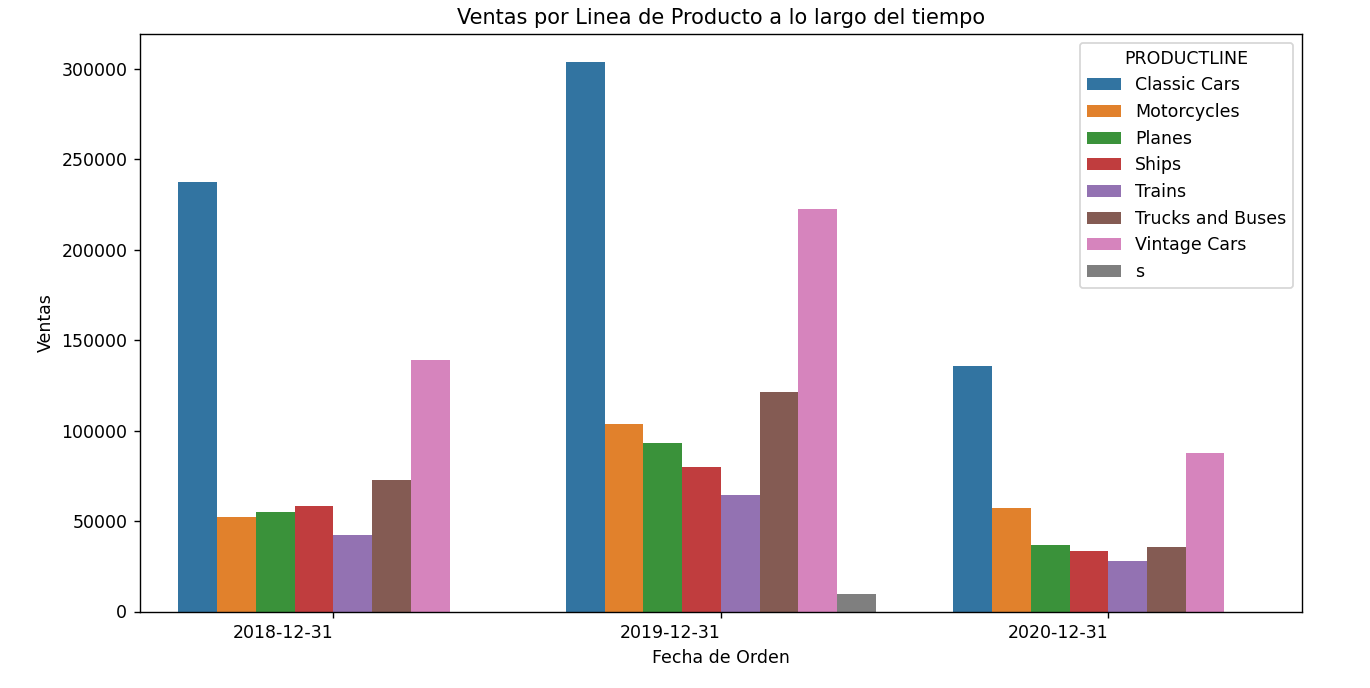 Ventas por Linea de Producto a lo largo del tiempo
PRODUCTLINE
Classic Cars
Motorcycles
Planes
Ships
Trains
Trucks and Buses
Vintage Cars
s
Ventas
300000
250000
200000
150000
100000
50000
0
2018-12-31
2019-12-31
2020-12-31
Fecha de Orden